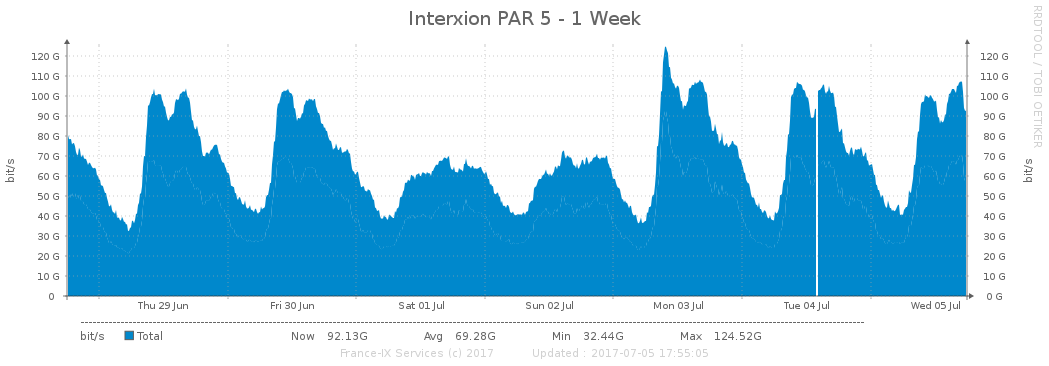 Interxion PAR 5 - 1 Week
RRDTOOL / TOBI OETIKER
120 G 120 G
110 G 110 G
100 G 100 G
90 G 90 G
80 G 80 G
70 G 70 G
60 G 60 G
50 G 50 G
40 G 40 G
30 G 30 G
20 G 20 G
10 G 10 G
0 0 G
bit/s
bit/s
Thu 29 Jun Fri 30 Jun Sat 01 Jul Sun 02 Jul Mon 03 Jul Tue 04 Jul Wed 05 Jul
bit/s Total Now 92.13G Avg 69.28G Min 32.44G Max 124.52G
France-IX Services (c) 2017 Updated : 2017-07-05 17:55:05